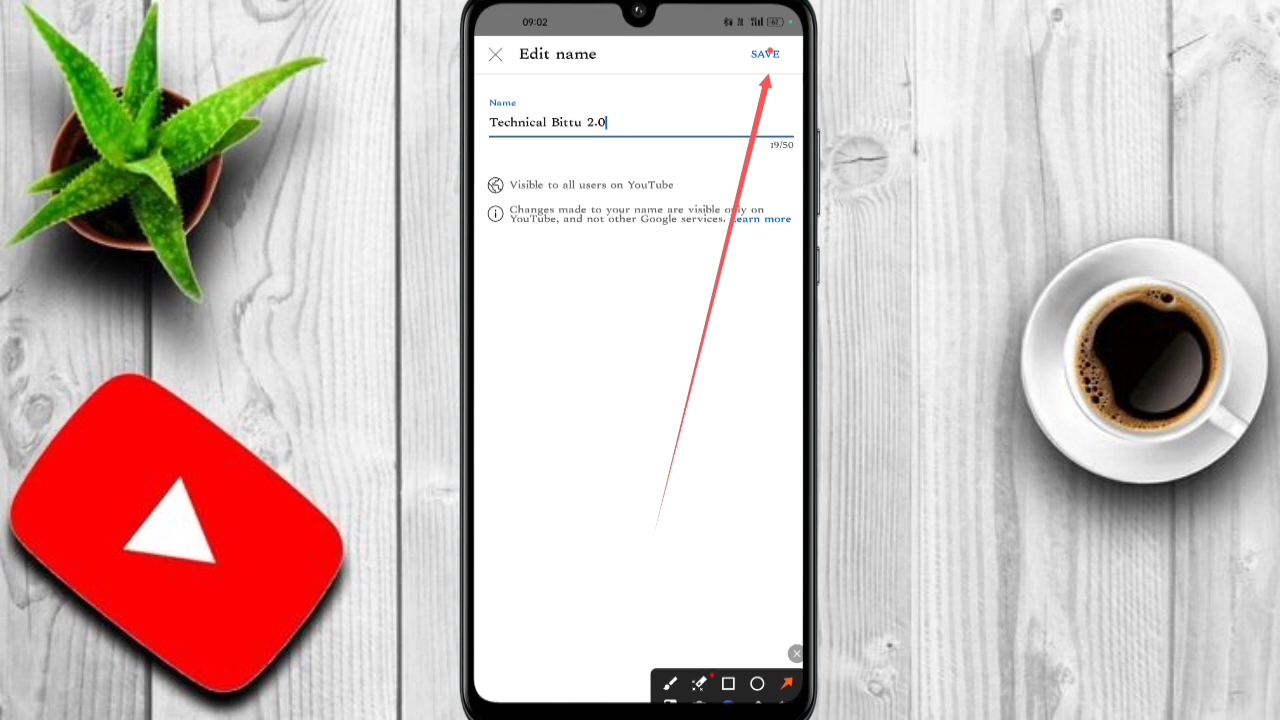 09:02
62
Edit name
SAVE
Name
Technical Bittu 2.0
19/50
Visible to all users on YouTube
Changes made to your name are visible only on
YouTube, and not other Google services. Learn more